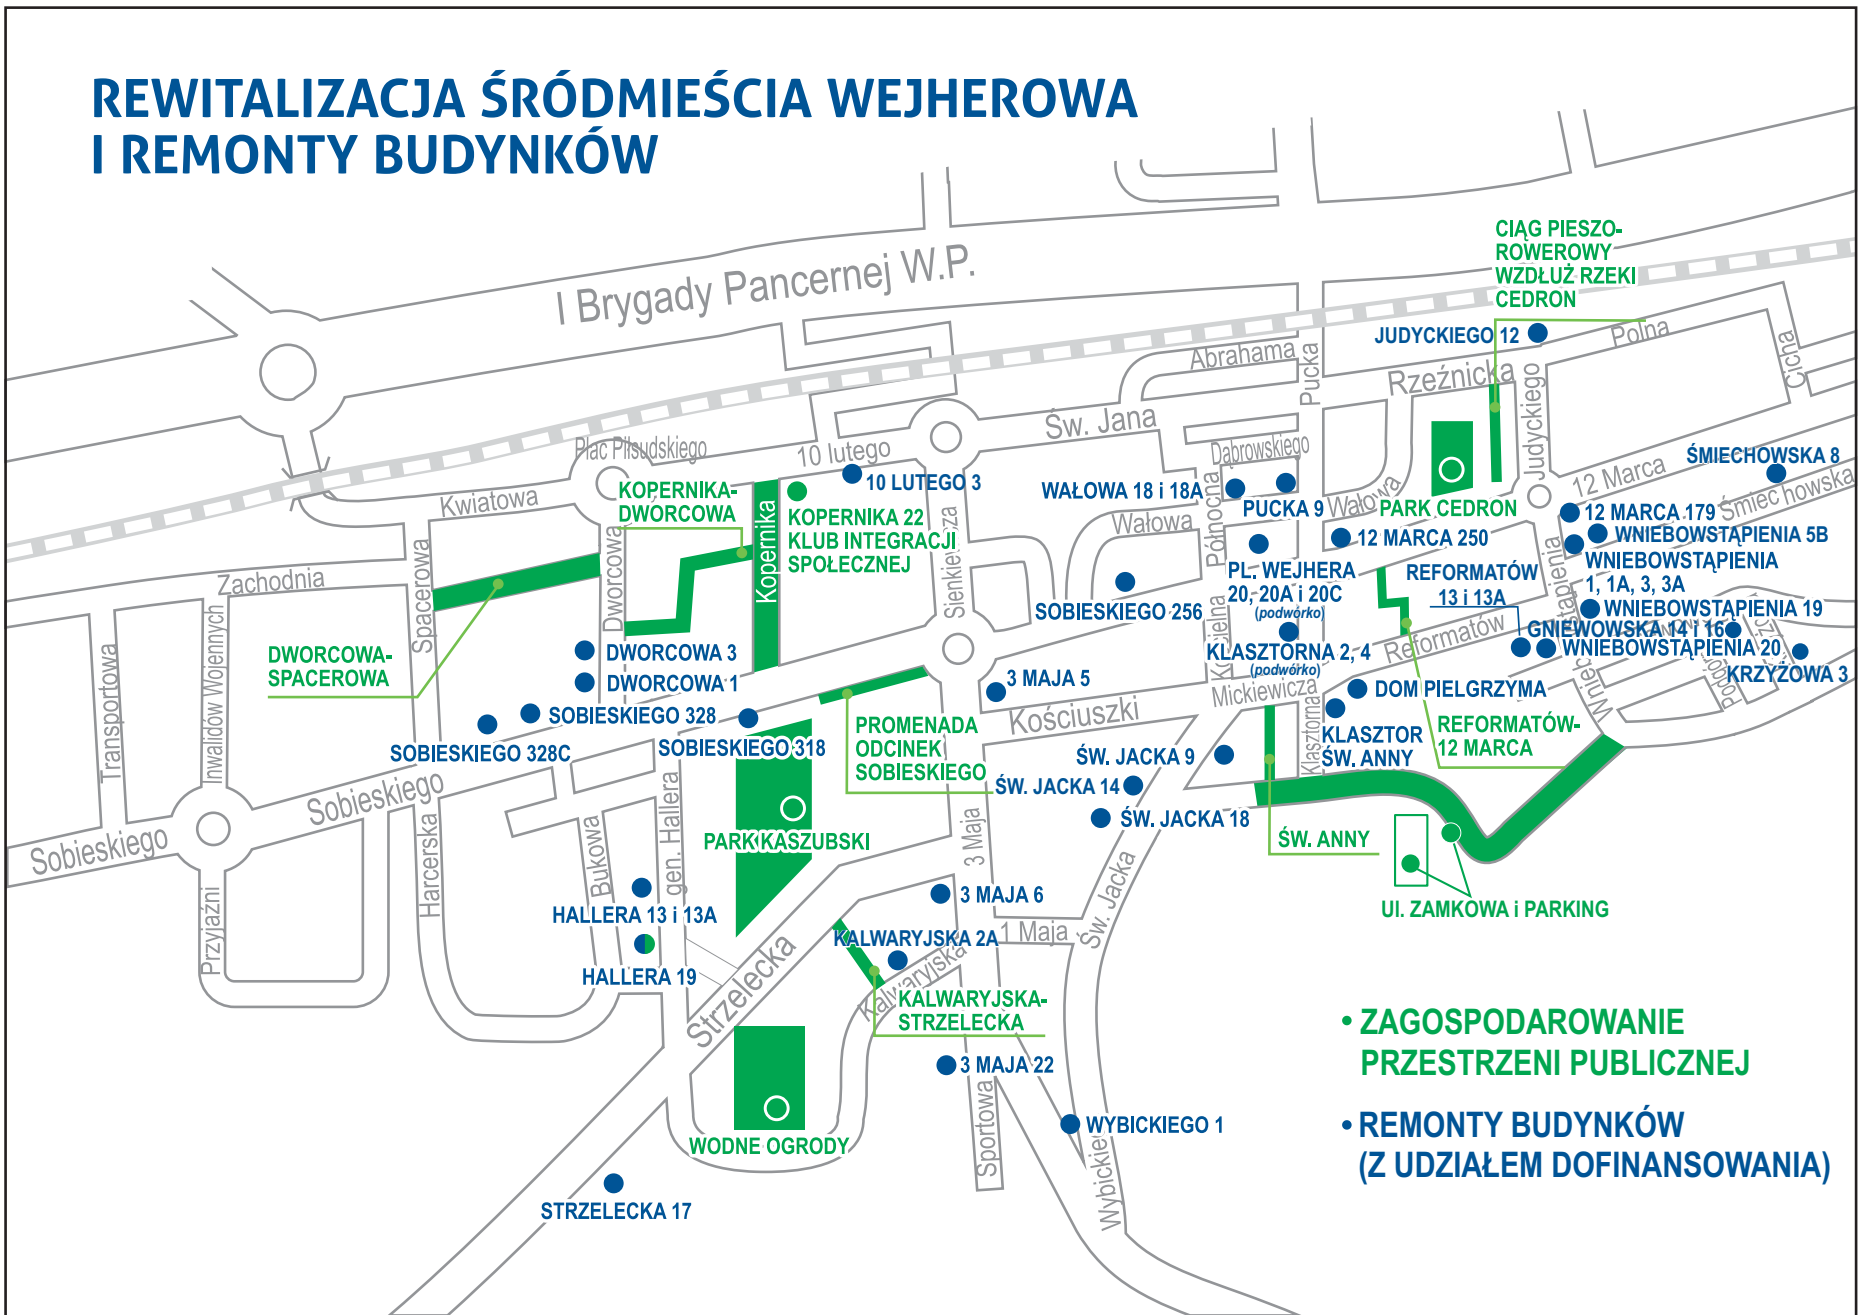 REWITALIZACJA ŚRÓDMIEŚCIA WEJHEROWA
I REMONTY BUDYNKÓW
I Brygady Pancernej W.P.
CIĄG PIESZO-
ROWEROWY
WZDŁUŻ RZEKI
CEDRON
JUDYCKIEGO 12
Polna
Cicha
Abrahama
Pucka
Rzeźnicka
Judyckiego
Św. Jana
Plac Piłsudskiego
10 lutego
10 LUTEGO 3
Dąbrowskiego
12 Marca
ŚMIECHOWSKA 8
Śmiechowska
Kwiatowa
KOPERNIKA-
DWORCOWA
Kopernika
KOPERNIKA 22
KLUB INTEGRACJI
SPOŁECZNEJ
Sienkiewicza
WAŁOWA 18 i 18A
Wałowa
Północna
PUCKA 9
Wałowa
PARK CEDRON
12 MARCA 250
12 MARCA 179
WNIEBOWSTĄPIENIA 5B
WNIEBOWSTĄPIENIA
1, 1A, 3, 3A
Zachodnia
Spacerowa
Dworcowa
PL. WEJHERA
20, 20A i 20C
(podwórko)
REFORMATÓW
13 i 13A
SOBIESKIEGO 256
WNIEBOWSTĄPIENIA 19
GNIEWOWSKA 14 i 16
WNIEBOWSTĄPIENIA 20
KRZYŻOWA 3
Kościelna
KLASZTORNA 2, 4
(podwórko)
Reformatów
Transportowa
Inwalidów Wojennych
DWORCOWA-
SPACEROWA
DWORCOWA 3
DWORCOWA 1
3 MAJA 5
Kościuszki
Mickiewicza
DOM PIELGRZYMA
Klasztorna
KLASZTOR
ŚW. ANNY
REFORMATÓW-
12 MARCA
SOBIESKIEGO 328
SOBIESKIEGO 328C
SOBIESKIEGO 318
PROMENADA
ODCINEK
SOBIESKIEGO
ŚW. JACKA 9
ŚW. JACKA 14
ŚW. JACKA 18
Sobieskiego
Sobieskiego
Harcerska
Bukowa
gen. Hallera
PARK KASZUBSKI
3 Maja
Św. Jacka
ŚW. ANNY
Ul. ZAMKOWA i PARKING
Przyjaźni
HALLERA 13 i 13A
HALLERA 19
3 MAJA 6
1 Maja
KALWARYJSKA 2A
Kalwaryjska
KALWARYJSKA-
STRZELECKA
Strzelecka
3 MAJA 22
Sportowa
WYBICKIEGO 1
WODNE OGRODY
STRZELECKA 17
• ZAGOSPODAROWANIE
PRZESTRZENI PUBLICZNEJ
• REMONTY BUDYNKÓW
(Z UDZIAŁEM DOFINANSOWANIA)